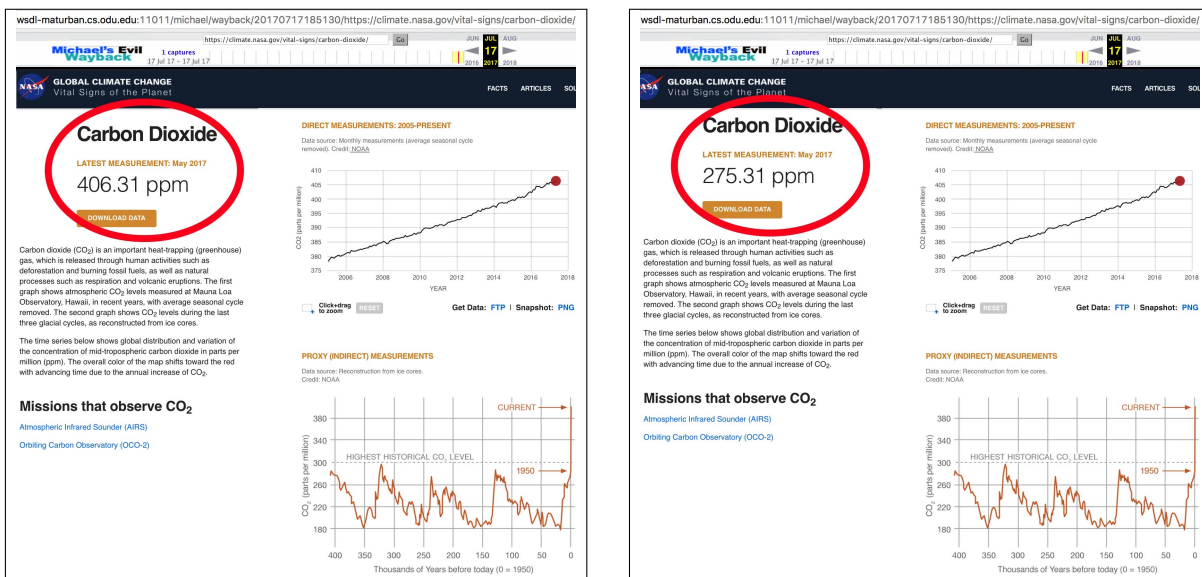 wsdl-maturban.cs.odu.edu:11011/michael/wayback/20170717185130/https://climate.nasa.gov/vital-signs/carbon-dioxide/
https://climate.nasa.gov/vital-signs/carbon-dioxide/ Go
JUN JUL AUG
Michael's Evil Wayback
1 captures
17
17 Jul 17 - 17 Jul 17
2016 2017 2018
NASA
GLOBAL CLIMATE CHANGE
Vital Signs of the Planet
FACTS ARTICLES SOL
Carbon Dioxide
LATEST MEASUREMENT: May 2017
406.31 ppm
DOWNLOAD DATA
Carbon dioxide (CO₂) is an important heat-trapping (greenhouse)
gas, which is released through human activities such as
deforestation and burning fossil fuels, as well as natural
processes such as respiration and volcanic eruptions. The first
graph shows atmospheric CO₂ levels measured at Mauna Loa
Observatory, Hawaii, in recent years, with average seasonal cycle
removed. The second graph shows CO₂ levels during the last
three glacial cycles, as reconstructed from ice cores.
The time series below shows global distribution and variation of
the concentration of mid-tropospheric carbon dioxide in parts per
million (ppm). The overall color of the map shifts toward the red
with advancing time due to the annual increase of CO₂.
Missions that observe CO₂
Atmospheric Infrared Sounder (AIRS)
Orbiting Carbon Observatory (OCO-2)
DIRECT MEASUREMENTS: 2005-PRESENT
Data source: Monthly measurements (average seasonal cycle
removed). Credit: NOAA
CO2 (parts per million)
410
405
400
395
390
385
380
375
2006 2008 2010 2012 2014 2016 2018
YEAR
Click+drag
to zoom
RESET
Get Data: FTP | Snapshot: PNG
PROXY (INDIRECT) MEASUREMENTS
Data source: Reconstruction from ice cores.
Credit: NOAA
CO₂ (parts per million)
380
340
300
260
220
180
CURRENT
HIGHEST HISTORICAL CO₂ LEVEL
1950
400 350 300 250 200 150 100 50 0
Thousands of Years before today (0 = 1950)
wsdl-maturban.cs.odu.edu:11011/michael/wayback/20170717185130/https://climate.nasa.gov/vital-signs/carbon-dioxide/
https://climate.nasa.gov/vital-signs/carbon-dioxide/ Go
JUN JUL AUG
Michael's Evil Wayback
1 captures
17
17 Jul 17 - 17 Jul 17
2016 2017 2018
NASA
GLOBAL CLIMATE CHANGE
Vital Signs of the Planet
FACTS ARTICLES
Carbon Dioxide
LATEST MEASUREMENT: May 2017
275.31 ppm
DOWNLOAD DATA
Carbon dioxide (CO₂) is an important heat-trapping (greenhouse)
gas, which is released through human activities such as
deforestation and burning fossil fuels, as well as natural
processes such as respiration and volcanic eruptions. The first
graph shows atmospheric CO₂ levels measured at Mauna Loa
Observatory, Hawaii, in recent years, with average seasonal cycle
removed. The second graph shows CO₂ levels during the last
three glacial cycles, as reconstructed from ice cores.
The time series below shows global distribution and variation of
the concentration of mid-tropospheric carbon dioxide in parts per
million (ppm). The overall color of the map shifts toward the red
with advancing time due to the annual increase of CO₂.
Missions that observe CO₂
Atmospheric Infrared Sounder (AIRS)
Orbiting Carbon Observatory (OCO-2)
DIRECT MEASUREMENTS: 2005-PRESENT
Data source: Monthly measurements (average seasonal cycle
removed). Credit: NOAA
CO2 (parts per million)
410
405
400
395
390
385
380
375
2006 2008 2010 2012 2014 2016 2018
YEAR
Click+drag
to zoom
RESET
Get Data: FTP | Snapshot: PNG
PROXY (INDIRECT) MEASUREMENTS
Data source: Reconstruction from ice cores.
Credit: NOAA
CO₂ (parts per million)
380
340
300
260
220
180
CURRENT
HIGHEST HISTORICAL CO₂ LEVEL
1950
400 350 300 250 200 150 100 50 0
Thousands of Years before today (0 = 1950)